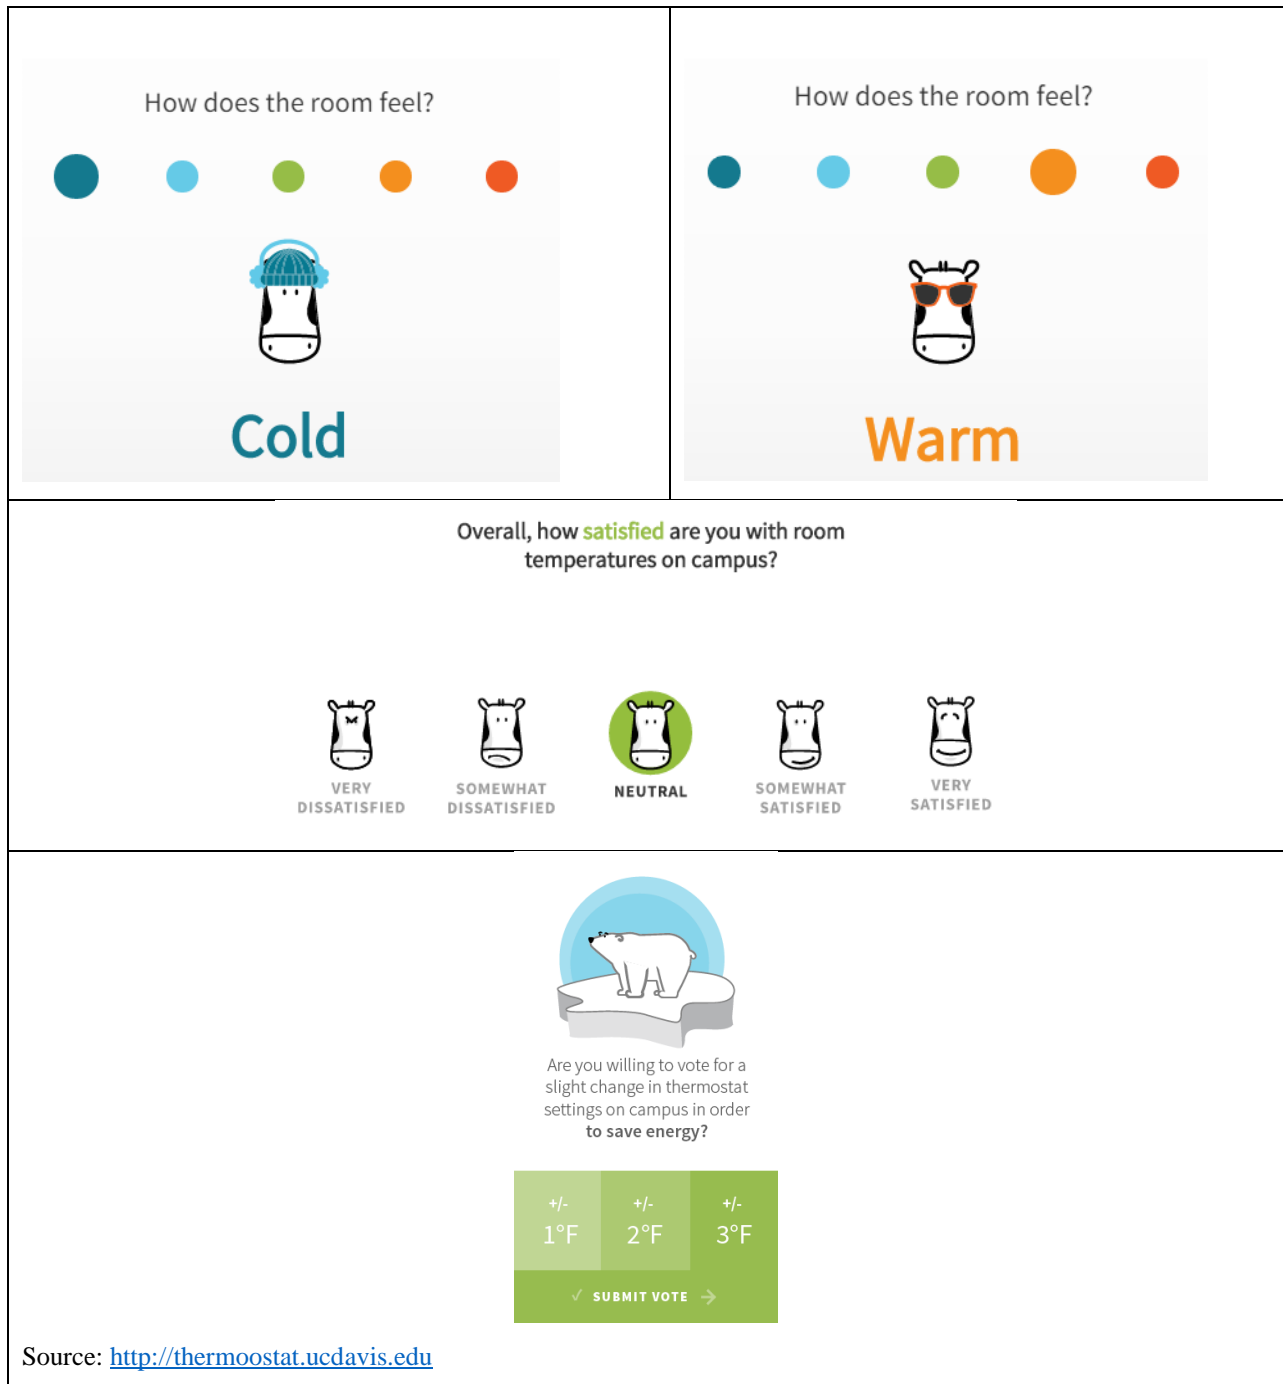 How does the room feel?
Cold
How does the room feel?
Warm
Overall, how satisfied are you with room
temperatures on campus?
VERY
DISSATISFIED
SOMEWHAT
DISSATISFIED
NEUTRAL
SOMEWHAT
SATISFIED
VERY
SATISFIED
Are you willing to vote for a
slight change in thermostat
settings on campus in order
to save energy?
+/-
1°F
+/-
2°F
+/-
3°F
✓ SUBMIT VOTE →
Source: http://thermoostat.ucdavis.edu